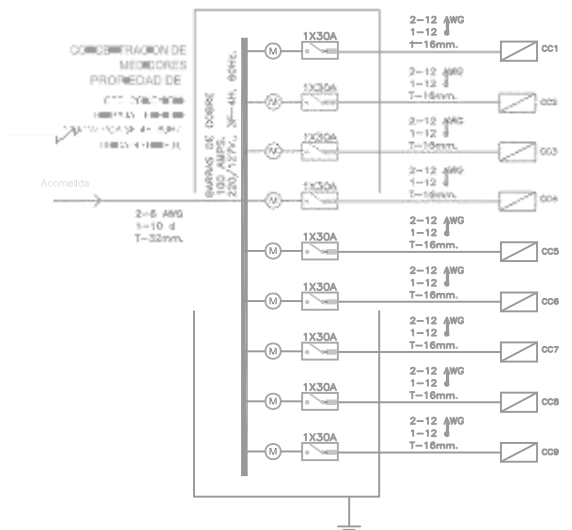 CONCENTRACION DE
MEDIDORES
PROPIEDAD DE
Acometida
2-6 AWG
1-10 d
T-32mm.
BARRAS DE COBRE
100 AMPS.
220/127V, 3F-4H, 60Hz.
M
1X30A
2-12 AWG
1-12
T-16mm.
CC1
M
1X30A
2-12 AWG
1-12
T-16mm.
CC2
M
1X30A
2-12 AWG
1-12
T-16mm.
CC3
M
1X30A
2-12 AWG
1-12
T-16mm.
CC4
M
1X30A
2-12 AWG
1-12
T-16mm.
CC5
M
1X30A
2-12 AWG
1-12
T-16mm.
CC6
M
1X30A
2-12 AWG
1-12
T-16mm.
CC7
M
1X30A
2-12 AWG
1-12
T-16mm.
CC8
M
1X30A
2-12 AWG
1-12
T-16mm.
CC9